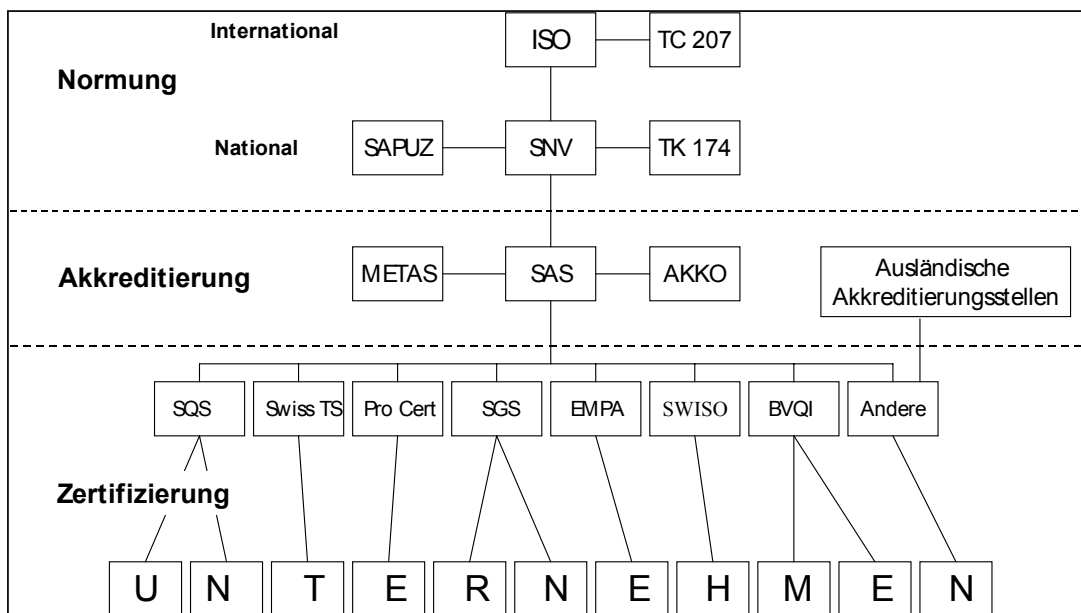 International
ISO
TC 207
Normung
National
SAPUZ
SNV
TK 174
Akkreditierung
METAS
SAS
AKKO
Ausländische
Akkreditierungsstellen
SQS
Swiss TS
Pro Cert
SGS
EMPA
SWISO
BVQI
Andere
Zertifizierung
U N T E R N E H M E N